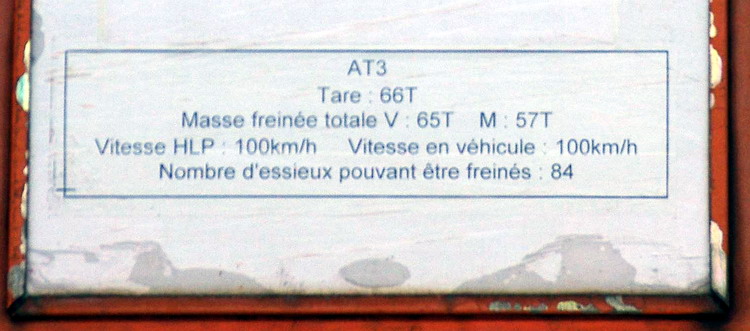 AT3
Tare : 66T
Masse freinée totale V : 65T M : 57T
Vitesse HLP : 100km/h Vitesse en véhicule : 100km/h
Nombre d'essieux pouvant être freinés : 84